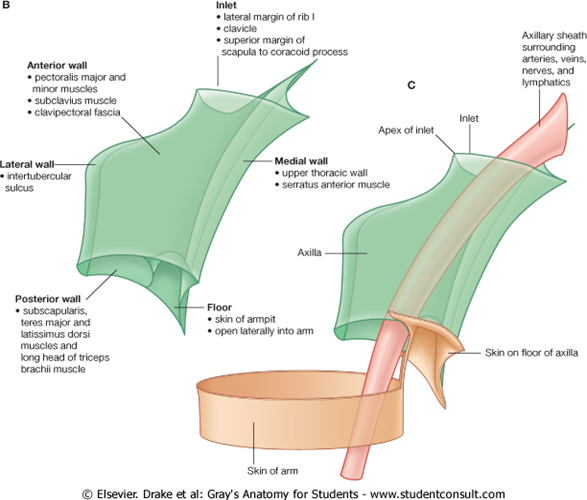 B
Inlet
• lateral margin of rib I
• clavicle
• superior margin of
scapula to coracoid process
Anterior wall
• pectoralis major and
minor muscles
• subclavius muscle
• clavipectoral fascia
Lateral wall
• intertubercular
sulcus
Medial wall
• upper thoracic wall
• serratus anterior muscle
Posterior wall
• subscapularis,
teres major and
latissimus dorsi
muscles and
long head of triceps
brachii muscle
Floor
• skin of armpit
• open laterally into arm
C
Axillary sheath
surrounding
arteries, veins,
nerves, and
lymphatics
Inlet
Apex of inlet
Axilla
Skin on floor of axilla
Skin of arm
© Elsevier. Drake et al: Gray's Anatomy for Students - www.studentconsult.com